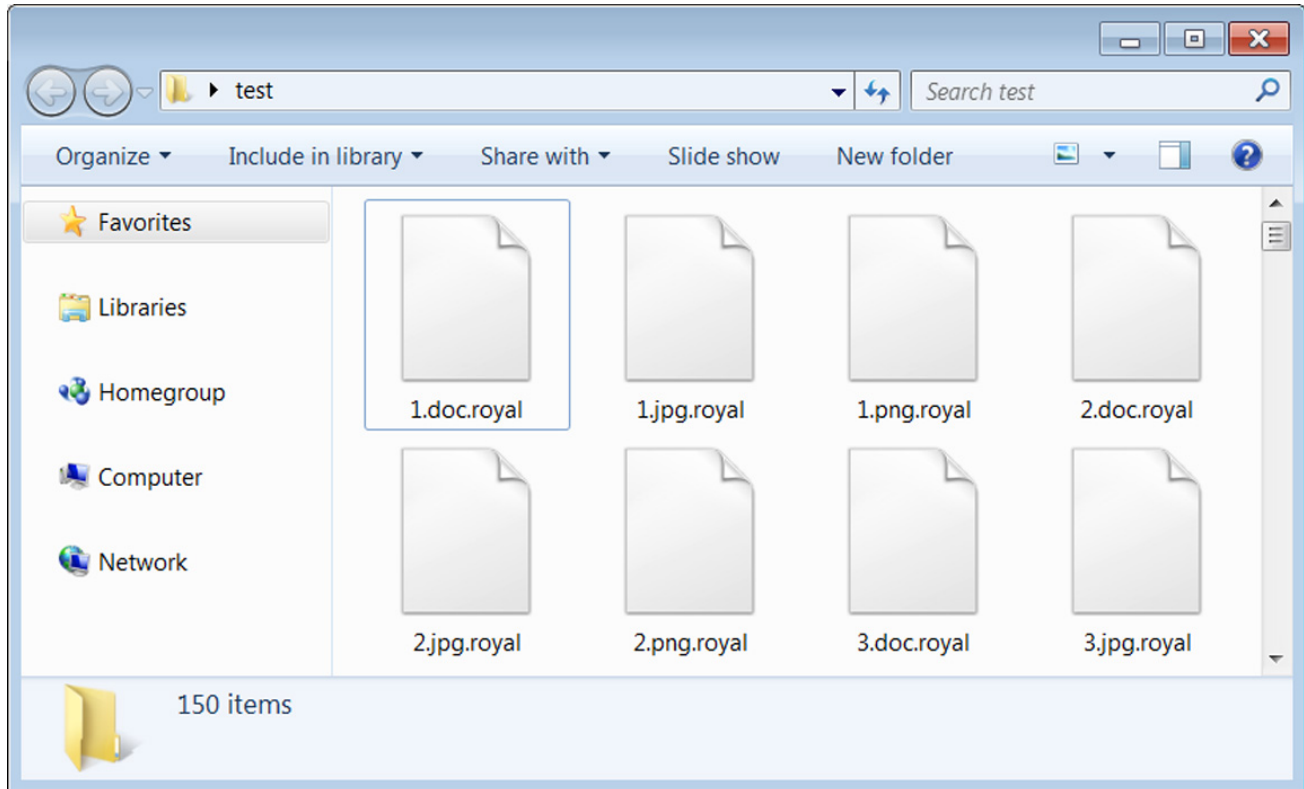 test
Search test
Organize Include in library Share with Slide show New folder
Favorites
Libraries
Homegroup
Computer
Network
1.doc.royal 1.jpg.royal 1.png.royal 2.doc.royal
2.jpg.royal 2.png.royal 3.doc.royal 3.jpg.royal
150 items